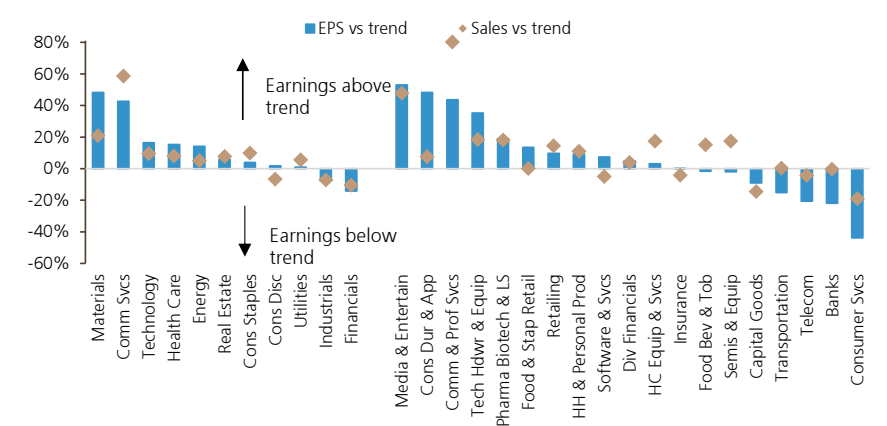 EPS vs trend
Sales vs trend
80%
60%
40%
20%
0%
-20%
-40%
-60%
Earnings above
trend
Earnings below
trend
Materials
Comm Svcs
Technology
Health Care
Energy
Real Estate
Cons Staples
Cons Disc
Utilities
Industrials
Financials
Media & Entertain
Cons Dur & App
Comm & Prof Svcs
Tech Hdwr & Equip
Pharma Biotech & LS
Food & Stap Retail
Retailing
HH & Personal Prod
Software & Svcs
Div Financials
HC Equip & Svcs
Insurance
Food Bev & Tob
Semis & Equip
Capital Goods
Transportation
Telecom
Banks
Consumer Svcs